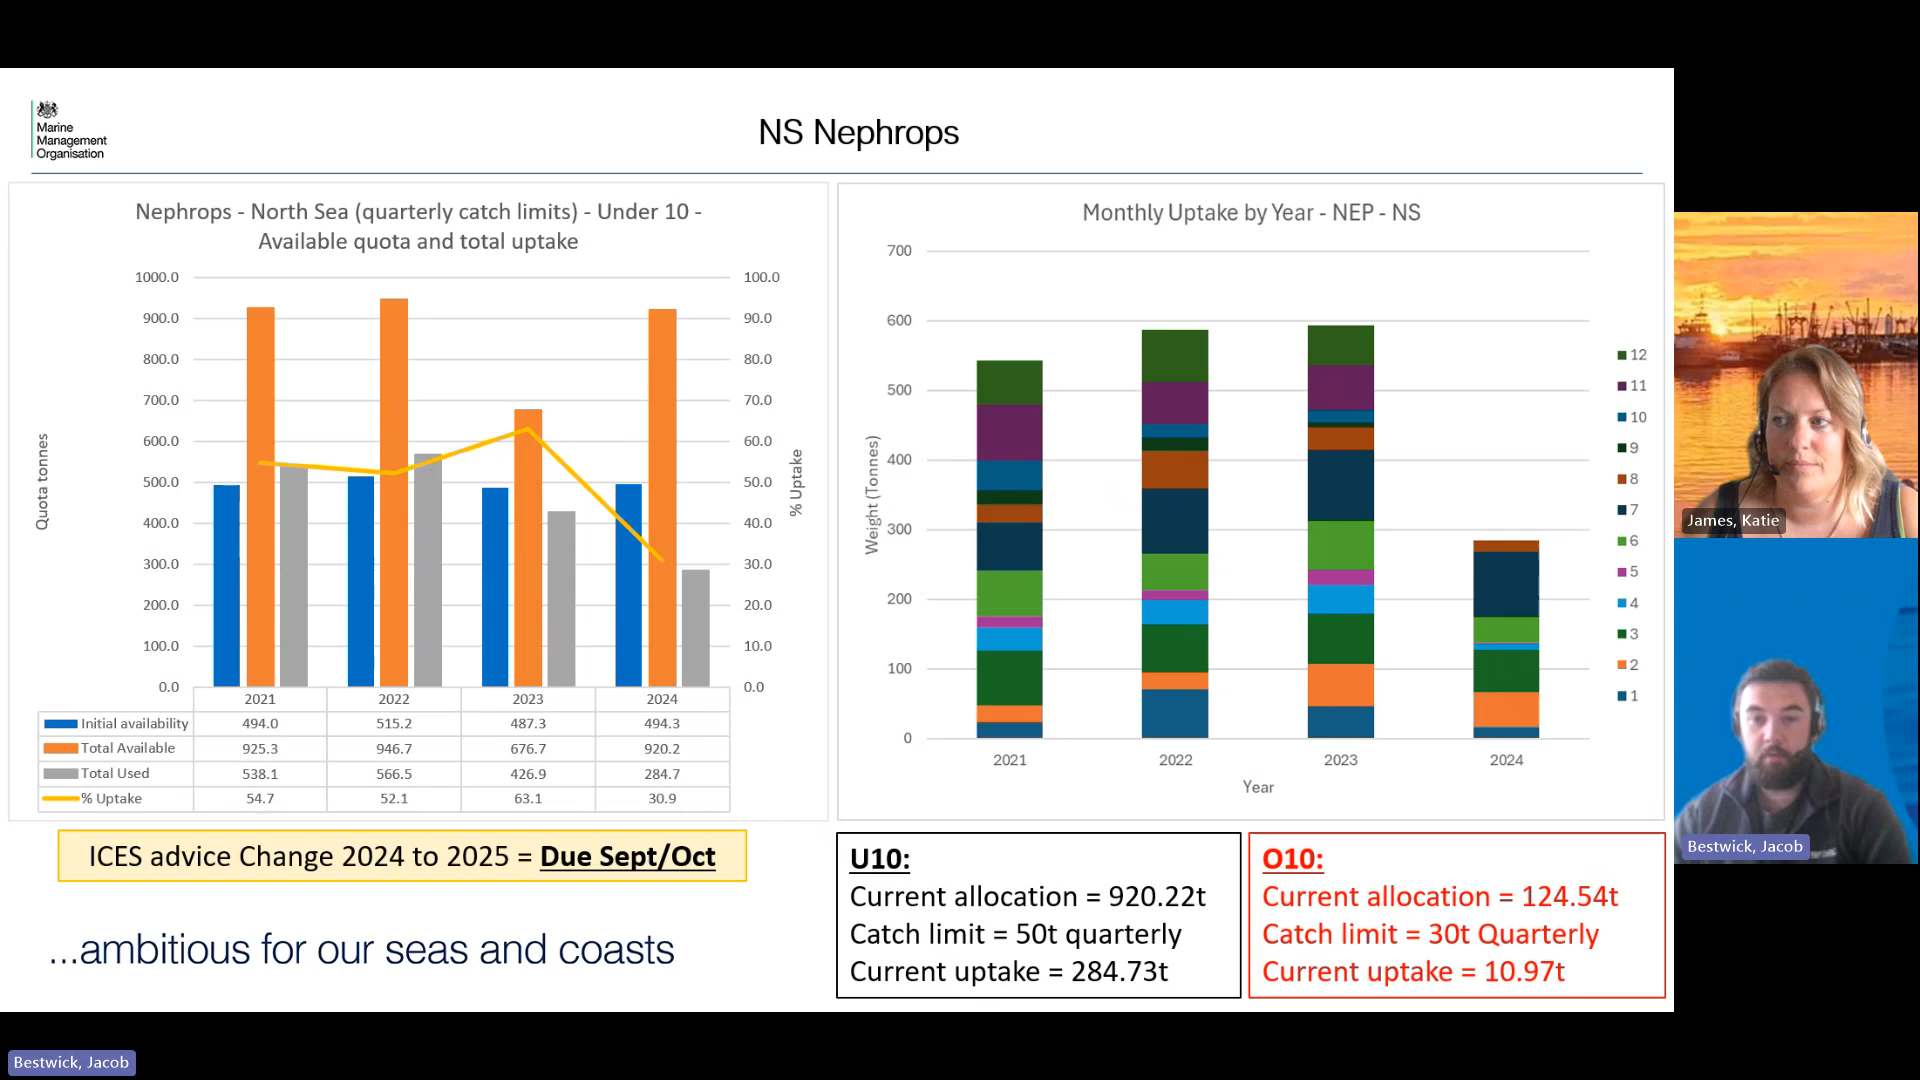 Marine
Management
Organisation
NS Nephrops
Nephrops - North Sea (quarterly catch limits) - Under 10 -
Available quota and total uptake
1000.0
900.0
800.0
700.0
600.0
500.0
400.0
300.0
200.0
100.0
0.0
Quota tonnes
100.0
90.0
80.0
70.0
60.0
50.0
40.0
30.0
20.0
10.0
0.0
% Uptake
2021 2022 2023 2024
Initial availability 494.0 515.2 487.3 494.3
Total Available 925.3 946.7 676.7 920.2
Total Used 538.1 566.5 426.9 284.7
% Uptake 54.7 52.1 63.1 30.9
Monthly Uptake by Year - NEP - NS
700
600
500
400
300
200
100
0
Weight (Tonnes)
2021 2022 2023 2024
Year
12
11
10
9
8
7
6
5
4
3
2
1
ICES advice Change 2024 to 2025 = Due Sept/Oct
...ambitious for our seas and coasts
U10:
Current allocation = 920.22t
Catch limit = 50t quarterly
Current uptake = 284.73t
O10:
Current allocation = 124.54t
Catch limit = 30t Quarterly
Current uptake = 10.97t
James, Katie
Bestwick, Jacob
Bestwick, Jacob